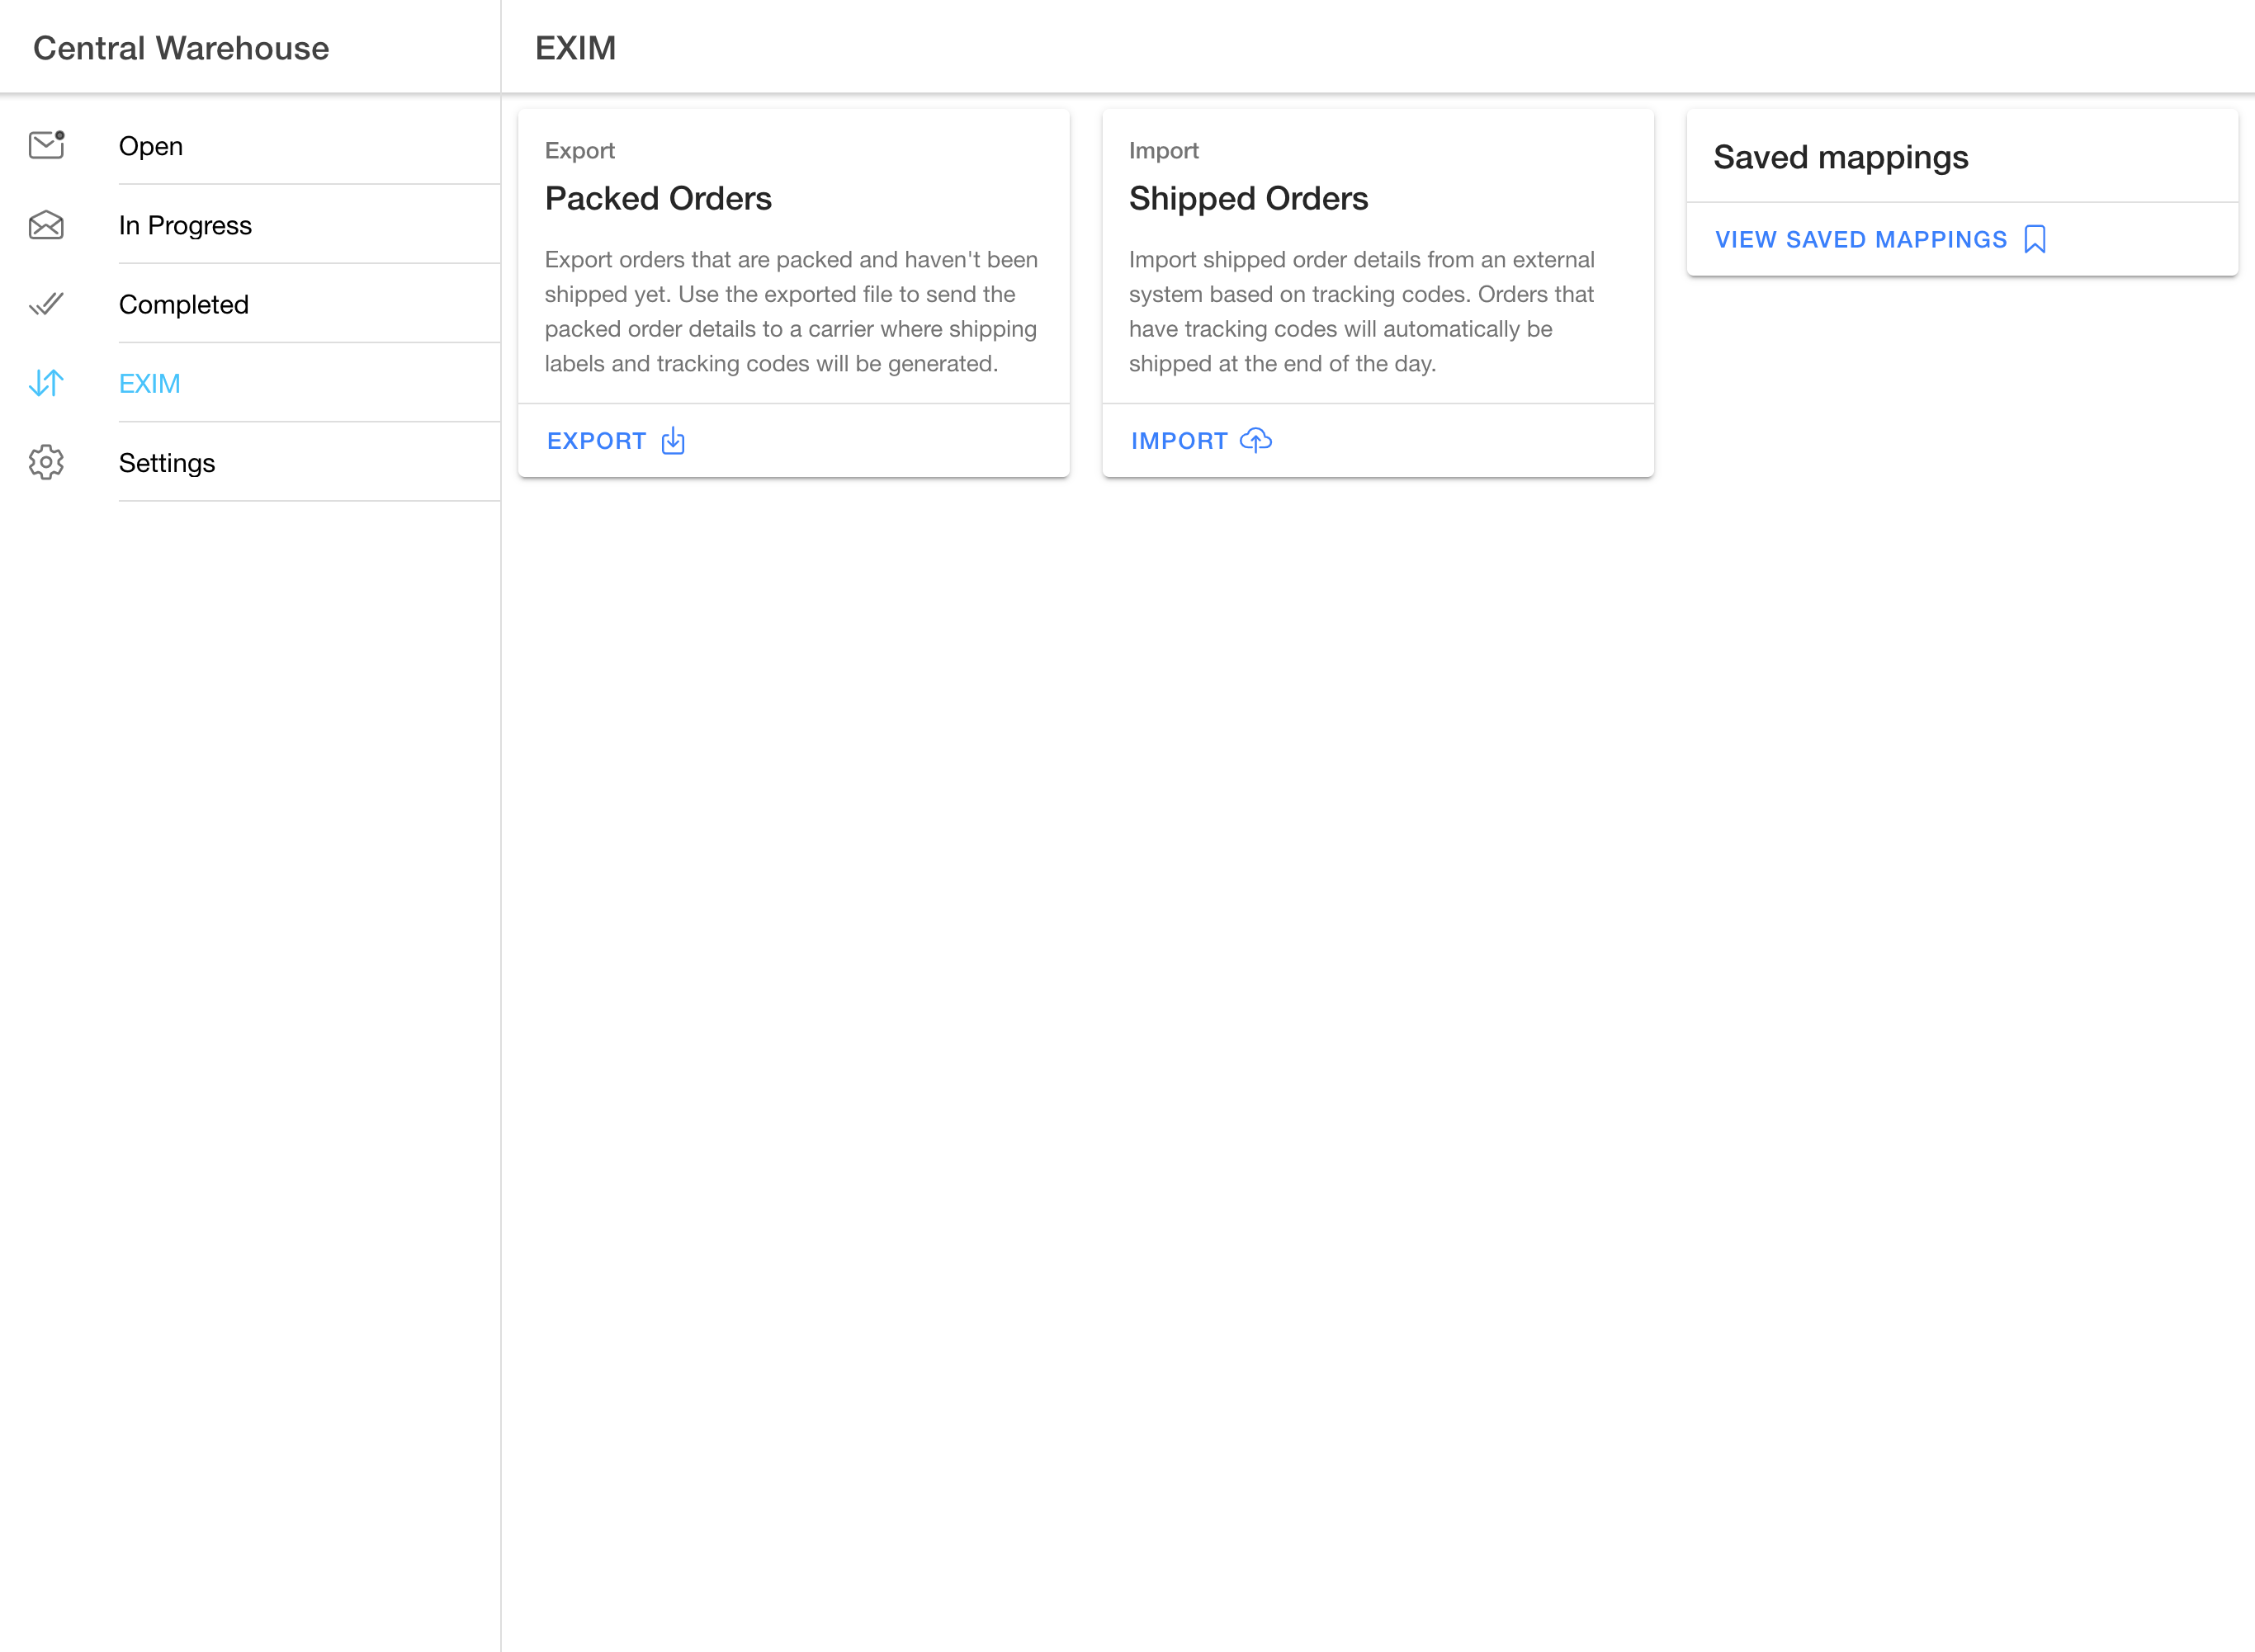 Central Warehouse
EXIM
Open
In Progress
Completed
EXIM
Settings
Export
Packed Orders
Export orders that are packed and haven't been
shipped yet. Use the exported file to send the
packed order details to a carrier where shipping
labels and tracking codes will be generated.
EXPORT
Import
Shipped Orders
Import shipped order details from an external
system based on tracking codes. Orders that
have tracking codes will automatically be
shipped at the end of the day.
IMPORT
Saved mappings
VIEW SAVED MAPPINGS